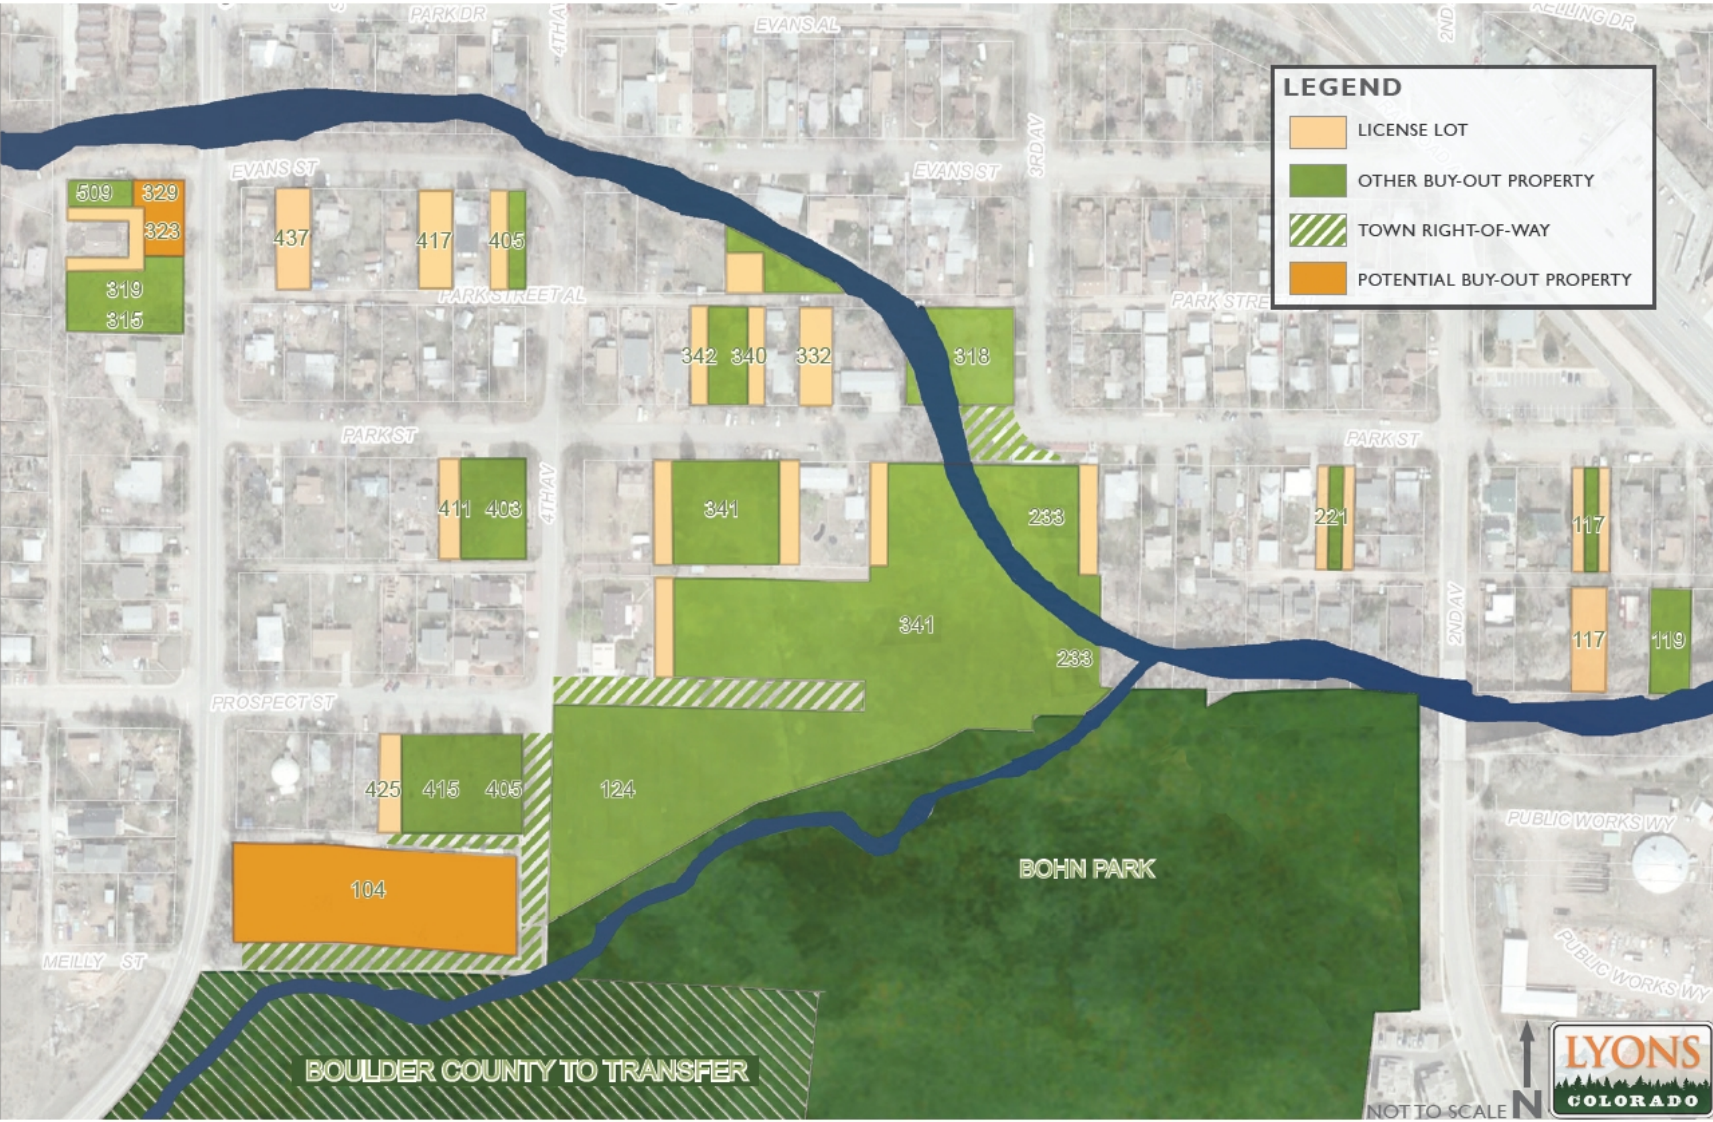 PARK DR
4TH AV
EVANS AL
2ND
KELLING DR
LEGEND
LICENSE LOT
OTHER BUY-OUT PROPERTY
TOWN RIGHT-OF-WAY
POTENTIAL BUY-OUT PROPERTY
3RD AV
EVANS ST
EVANS ST
509
329
323
319
315
437
417
405
PARK STREET AL
PARK STRE
342
340
332
318
PARK ST
PARK ST
4TH AV
411
403
341
233
221
117
341
233
2ND AV
117
119
PROSPECT ST
425
415
405
124
PUBLIC WORKS WY
BOHN PARK
104
MEILLY ST
PUBLIC WORKS WY
BOULDER COUNTY TO TRANSFER
NOT TO SCALE
N
LYONS
COLORADO